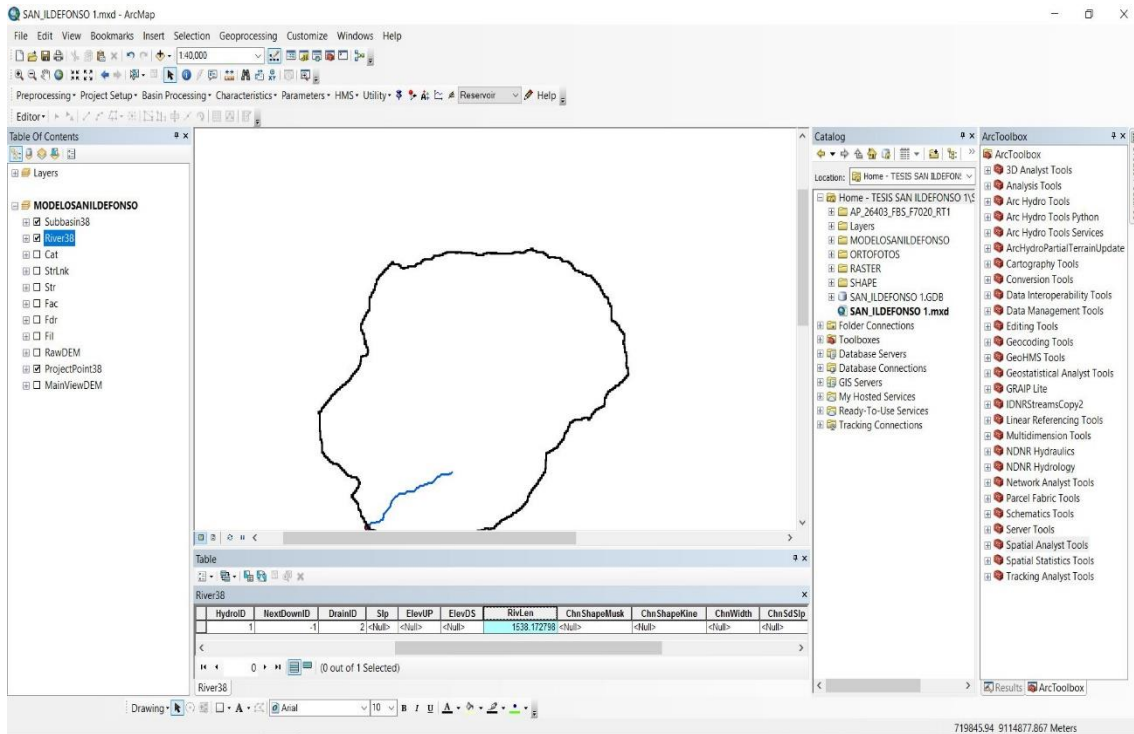 SAN_ILDEFONSO 1.mxd - ArcMap
File Edit View Bookmarks Insert Selection Geoprocessing Customize Windows Help
1:40,000
Preprocessing Project Setup Basin Processing Characteristics Parameters HMS Utility Reservoir Help
Editor
Table Of Contents
Layers
MODELOSANILDEFONSO
Subbasin38
River38
Cat
StrLnk
Str
Fac
Fdr
Fil
RawDEM
ProjectPoint38
MainViewDEM
Table
River38
HydroID NextDownID DrainID Slp ElevUP ElevDS RivLen ChnShapeMusk ChnShapeKine ChnWidth ChnSdSlp
1 -1 2 <Null> <Null> <Null> 1538.172798 <Null> <Null> <Null> <Null>
0 (0 out of 1 Selected)
River38
Catalog
Location: Home - TESIS SAN ILDEFONS
Home - TESIS SAN ILDEFONSO 1\S
AP_26403_FBS_F7020_RT1
Layers
MODELOSANILDEFONSO
ORTOFOTOS
RASTER
SHAPE
SAN_ILDEFONSO 1.GDB
SAN_ILDEFONSO 1.mxd
Folder Connections
Toolboxes
Database Servers
Database Connections
GIS Servers
My Hosted Services
Ready-To-Use Services
Tracking Connections
ArcToolbox
ArcToolbox
3D Analyst Tools
Analysis Tools
Arc Hydro Tools
Arc Hydro Tools Python
Arc Hydro Tools Services
ArcHydroPartialTerrainUpdate
Cartography Tools
Conversion Tools
Data Interoperability Tools
Data Management Tools
Editing Tools
Geocoding Tools
GeoHMS Tools
Geostatistical Analyst Tools
GRAIP Lite
IDNRStreamsCopy2
Linear Referencing Tools
Multidimension Tools
NDNR Hydraulics
NDNR Hydrology
Network Analyst Tools
Parcel Fabric Tools
Schematics Tools
Server Tools
Spatial Analyst Tools
Spatial Statistics Tools
Tracking Analyst Tools
Results ArcToolbox
Drawing A Arial 10 B I U A
719845.94 9114877.867 Meters